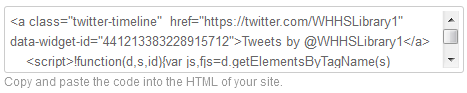 <a class="twitter-timeline"  href="https://twitter.com/WHHSLibrary1"
data-widget-id="441213383228915712">Tweets by @WHHSLibrary1</a>
<script>!function(d,s,id){var js,fjs=d.getElementsByTagName(s)
Copy and paste the code into the HTML of your site.